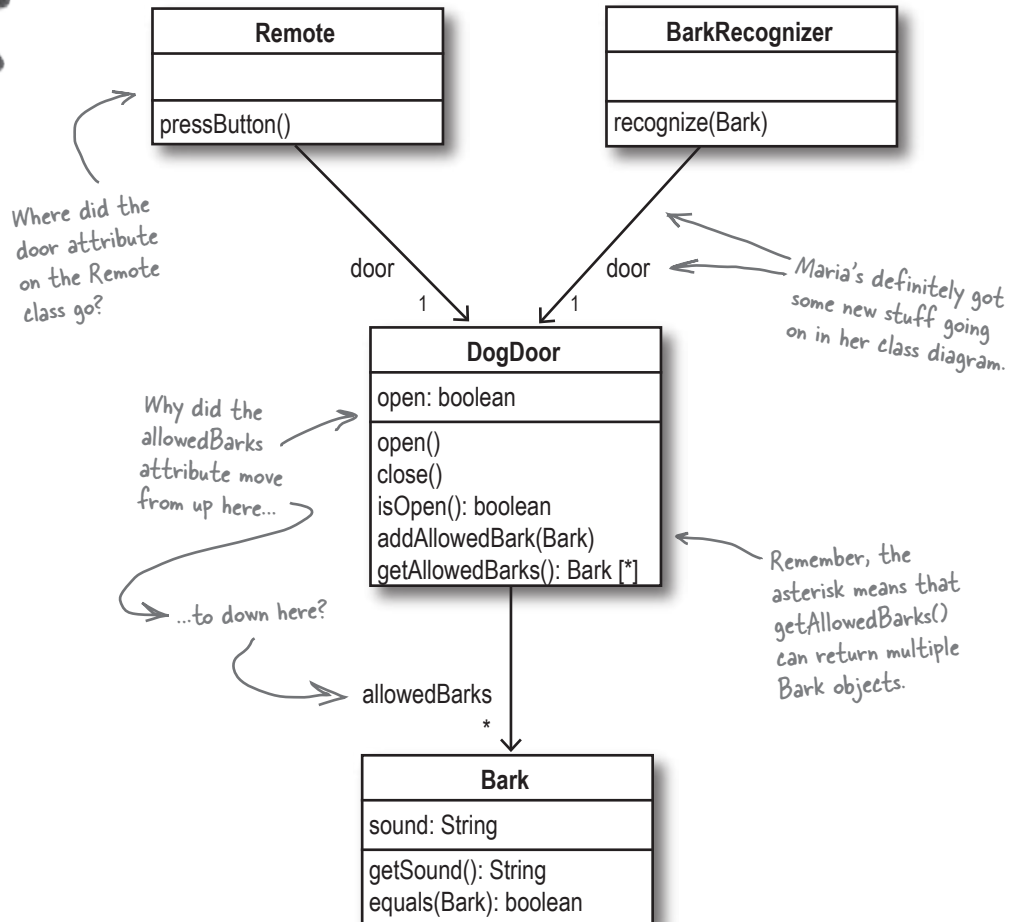 Remote
pressButton()
BarkRecognizer
recognize(Bark)
Where did the
door attribute
on the Remote
class go?
door
1
door
1
Maria's definitely got
some new stuff going
on in her class diagram.
DogDoor
open: boolean
open()
close()
isOpen(): boolean
addAllowedBark(Bark)
getAllowedBarks(): Bark [*]
Why did the
allowedBarks
attribute move
from up here...
...to down here?
Remember, the
asterisk means that
getAllowedBarks()
can return multiple
Bark objects.
allowedBarks
*
Bark
sound: String
getSound(): String
equals(Bark): boolean